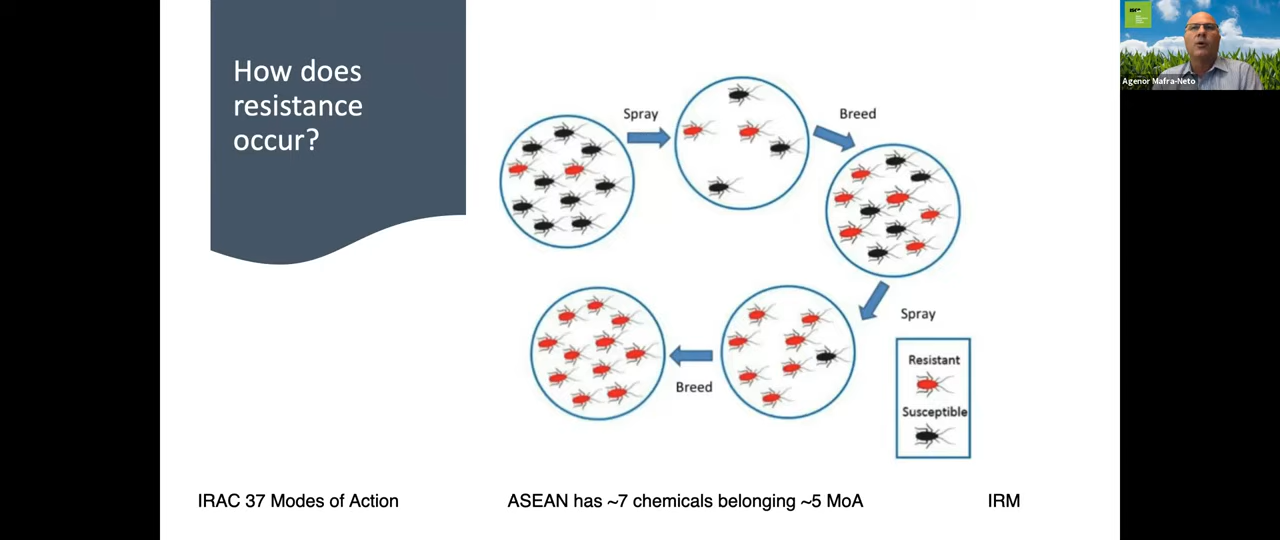 How does
resistance
occur?
Spray
Breed
Spray
Breed
Resistant
Susceptible
IRAC 37 Modes of Action
ASEAN has ~7 chemicals belonging ~5 MoA
IRM
Agenor Mafra-Neto